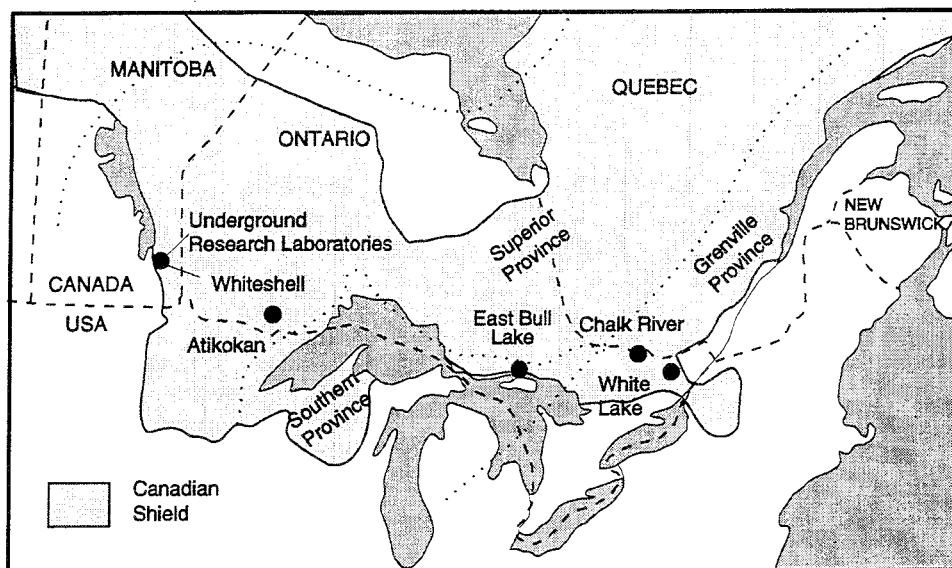 MANITOBA
QUEBEC
ONTARIO
NEW
BRUNSWICK
Underground
Research Laboratories
Superior
Province
Grenville
Province
CANADA
Whiteshell
USA
Atikokan
East Bull
Lake
Chalk River
White
Lake
Southern
Province
Canadian
Shield